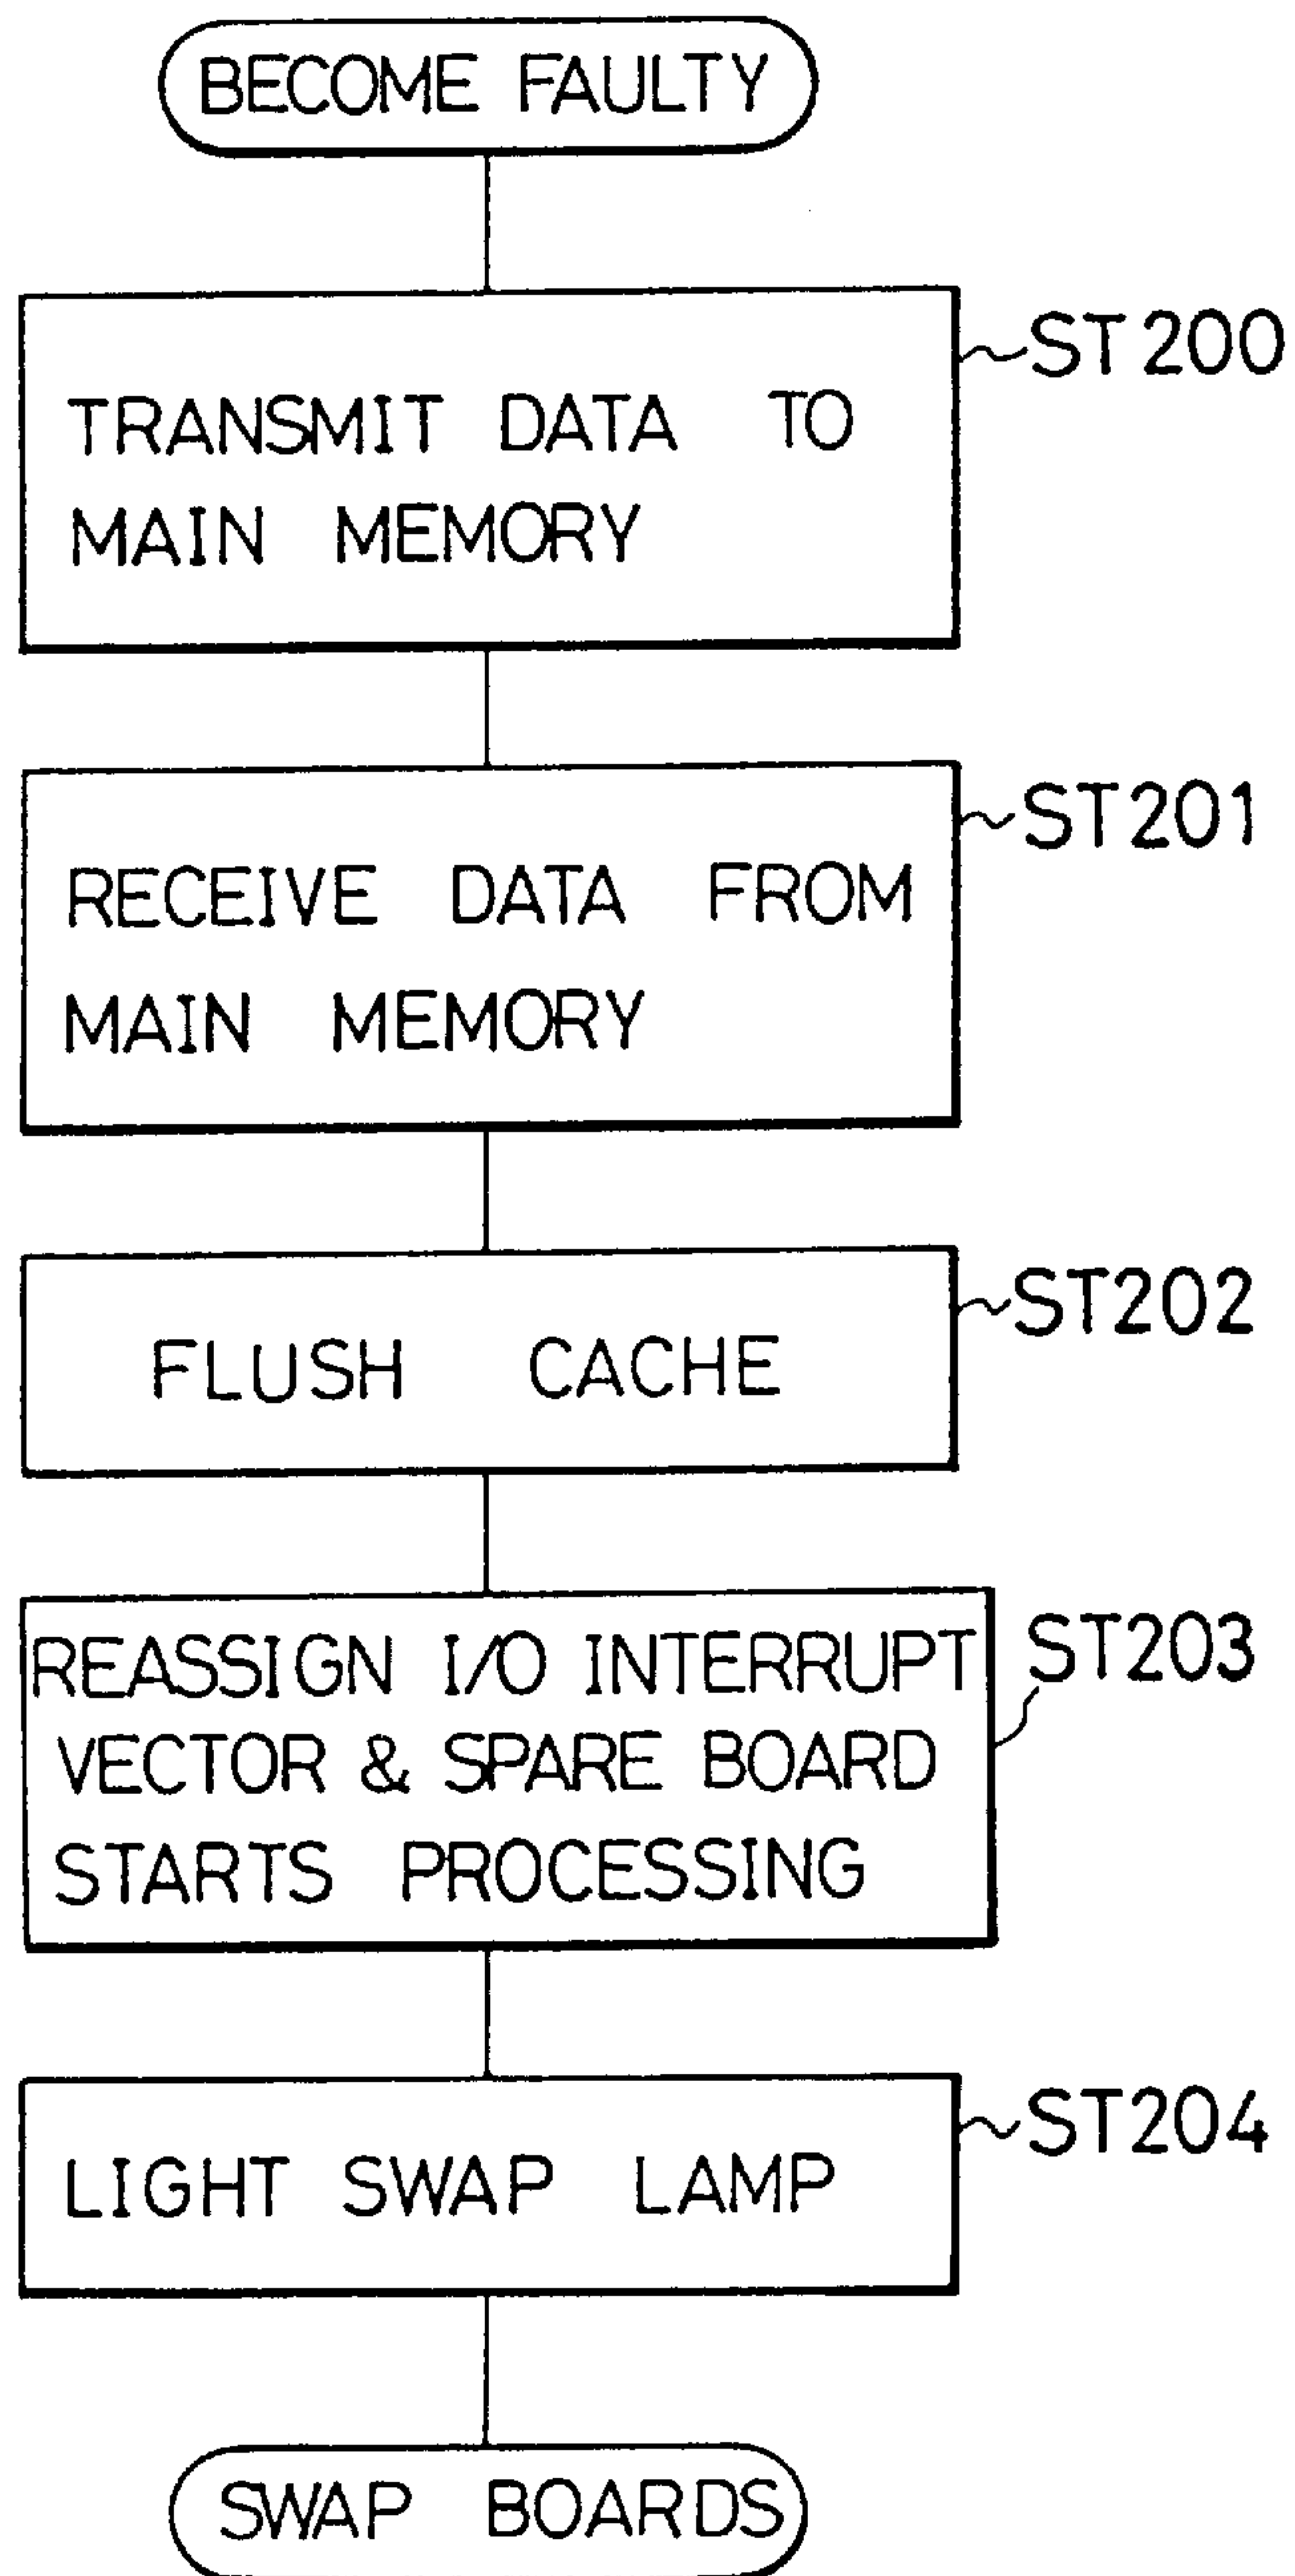 BECOME FAULTY
ST200
TRANSMIT DATA TO
MAIN MEMORY
ST201
RECEIVE DATA FROM
MAIN MEMORY
ST202
FLUSH CACHE
ST203
REASSIGN I/O INTERRUPT
VECTOR & SPARE BOARD
STARTS PROCESSING
ST204
LIGHT SWAP LAMP
SWAP BOARDS